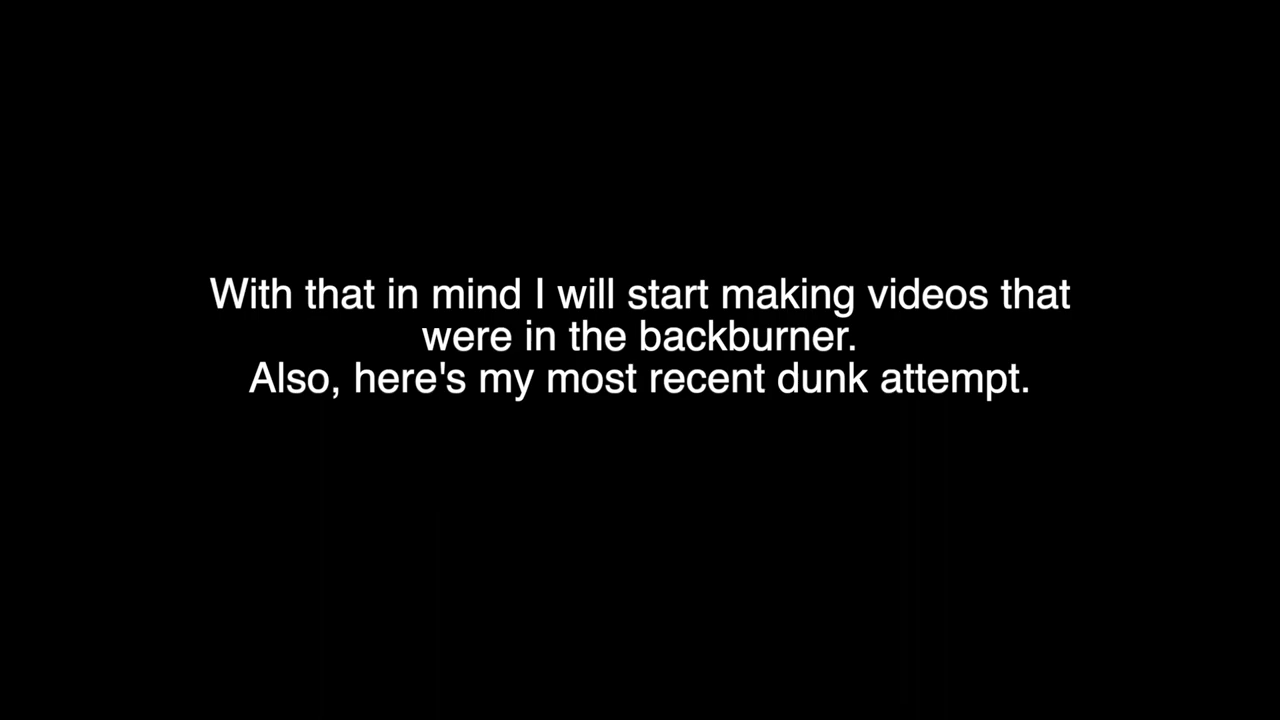 With that in mind I will start making videos that
were in the backburner.
Also, here's my most recent dunk attempt.